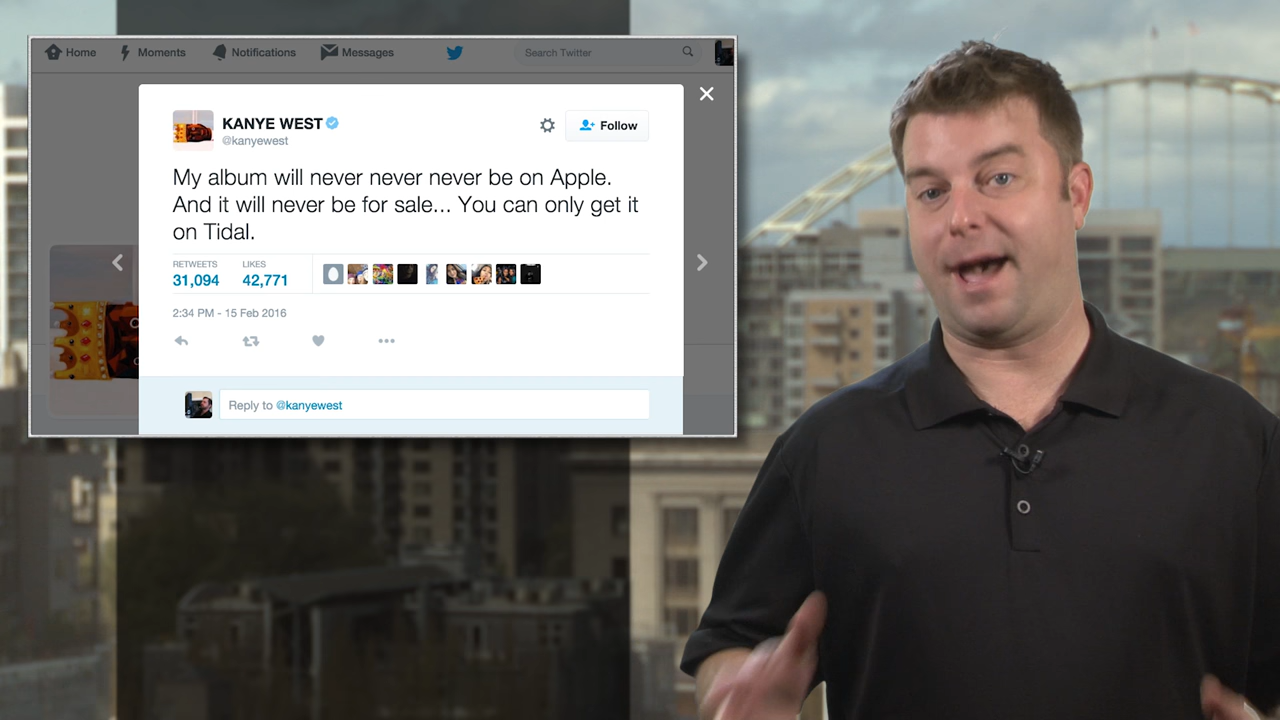 Home Moments Notifications Messages Search Twitter
KANYE WEST
@kanyewest
Follow
My album will never never never be on Apple.
And it will never be for sale... You can only get it
on Tidal.
RETWEETS LIKES
31,094 42,771
2:34 PM - 15 Feb 2016
Reply to @kanyewest